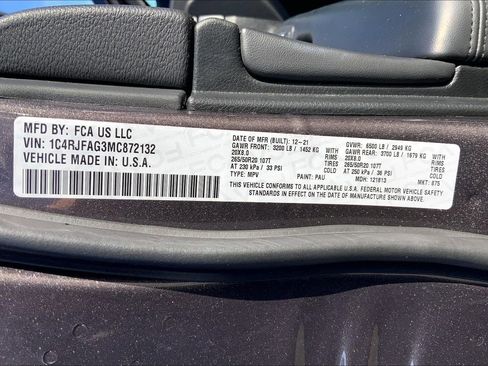 MFD BY: FCA US LLC
VIN: 1C4RJFAG3MC872132
VEHICLE MADE IN U.S.A.
DATE OF MFR (BUILT): 12-21
GVWR: 6500 LB / 2949 KG
GAWR FRONT: 3200 LB / 1452 KG WITH
GAWR REAR: 3700 LB / 1679 KG WITH
20X8.0 RIMS
20X8.0 RIMS
265/50R20 107T TIRES
265/50R20 107T TIRES
AT 230 kPa / 33 PSI COLD
AT 250 kPa / 36 PSI COLD
TYPE: MPV PAINT: PAU MDH: 121813 MKT: 875
THIS VEHICLE CONFORMS TO ALL APPLICABLE U.S.A. FEDERAL MOTOR VEHICLE SAFETY STANDARDS
IN EFFECT ON THE DATE OF MANUFACTURE SHOWN ABOVE.